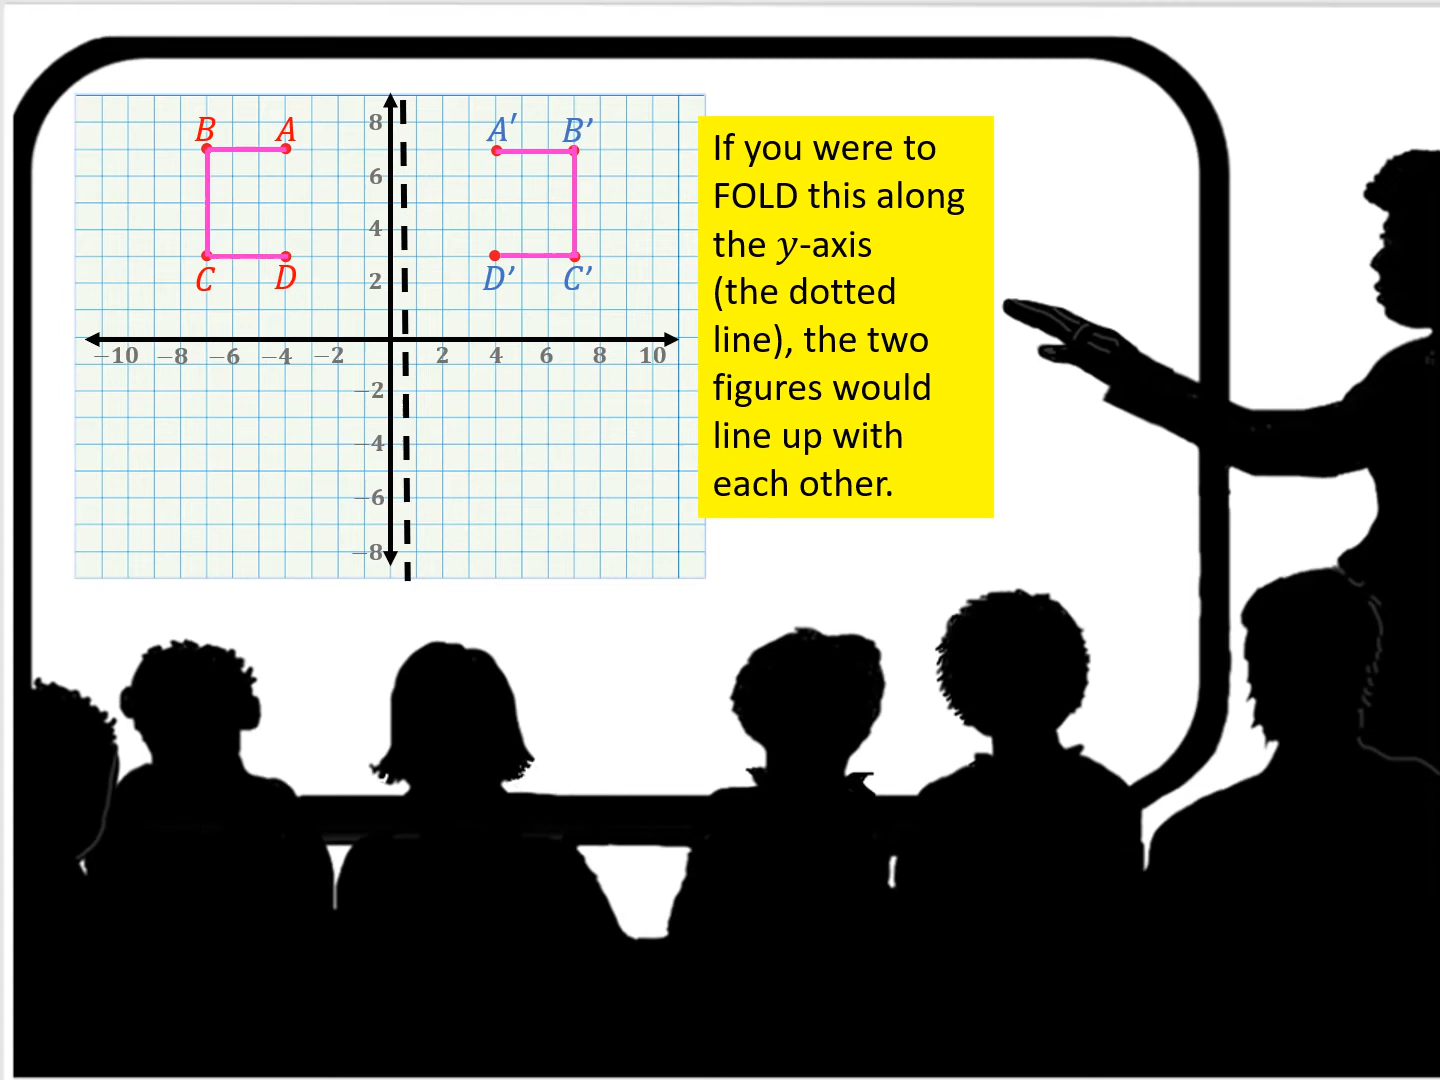 B A A′ B′
8
6
C D D′ C′
4
2
−10 −8 −6 −4 −2 2 4 6 8 10
−2
−4
−6
−8
If you were to
FOLD this along
the y-axis
(the dotted
line), the two
figures would
line up with
each other.